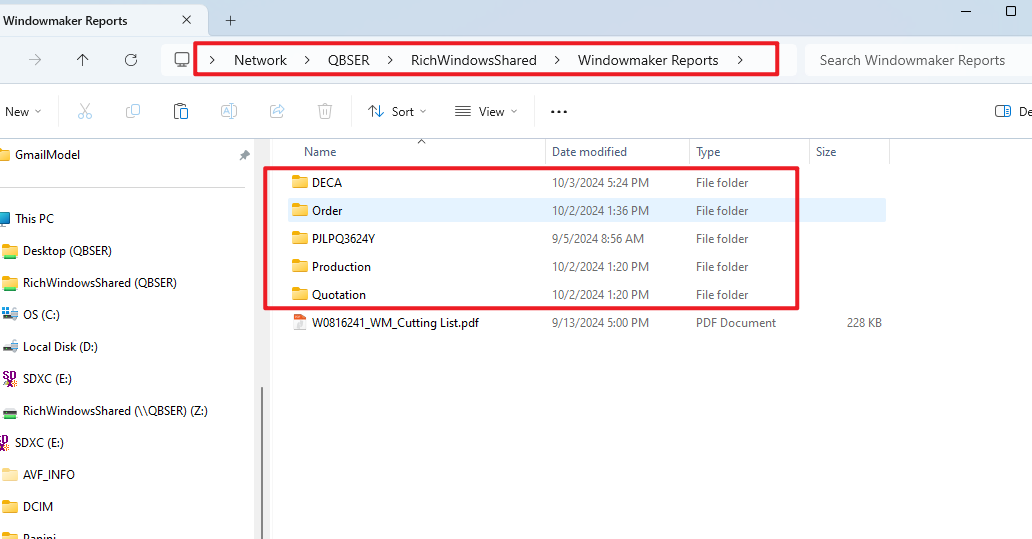 Windowmaker Reports
Network > QBSER > RichWindowsShared > Windowmaker Reports >
Search Windowmaker Reports
New
Sort
View
De
GmailModel
This PC
Desktop (QBSER)
RichWindowsShared (QBSER)
OS (C:)
Local Disk (D:)
SDXC (E:)
RichWindowsShared (\\QBSER) (Z:)
SDXC (E:)
AVF_INFO
DCIM
Panini
Name Date modified Type Size
DECA 10/3/2024 5:24 PM File folder
Order 10/2/2024 1:36 PM File folder
PJLPQ3624Y 9/5/2024 8:56 AM File folder
Production 10/2/2024 1:20 PM File folder
Quotation 10/2/2024 1:20 PM File folder
W0816241_WM_Cutting List.pdf 9/13/2024 5:00 PM PDF Document 228 KB